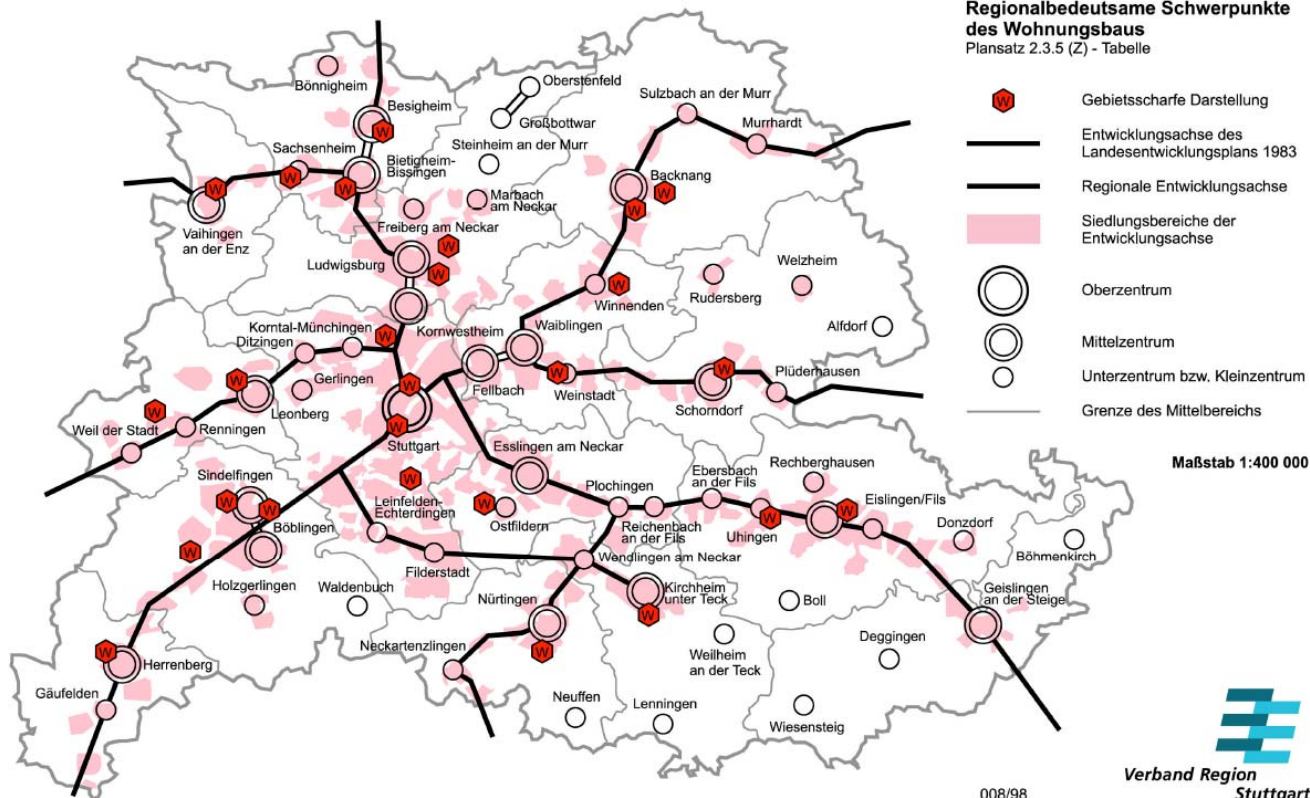 Regionalbedeutsame Schwerpunkte
des Wohnungsbaus
Plansatz 2.3.5 (Z) - Tabelle
W
Gebietsscharfe Darstellung
Entwicklungsachse des
Landesentwicklungsplans 1983
Regionale Entwicklungsachse
Siedlungsbereiche der
Entwicklungsachse
Oberzentrum
Mittelzentrum
Unterzentrum bzw. Kleinzentrum
Grenze des Mittelbereichs
Maßstab 1:400 000
Bönnigheim
Oberstenfeld
Besigheim
W
Großbottwar
Sulzbach an der Murr
Murrhardt
Steinheim an der Murr
Sachsenheim
W
Bietigheim-
Bissingen
W
Backnang
W
W
Marbach
am Neckar
W
Vaihingen
an der Enz
Freiberg am Neckar
W
Ludwigsburg
W
Welzheim
Rudersberg
W
Winnenden
Alfdorf
Korntal-Münchingen
Ditzingen
W
Kornwestheim
Waiblingen
Gerlingen
W
Leonberg
W
Fellbach
W
Weinstadt
W
Schorndorf
Plüderhausen
W
Weil der Stadt
Renningen
W
Stuttgart
Esslingen am Neckar
Sindelfingen
W
W
Böblingen
W
Leinfelden-
Echterdingen
W
Ostfildern
Plochingen
Reichenbach
an der Fils
Ebersbach
an der Fils
Rechberghausen
W
Uhingen
W
Eislingen/Fils
Donzdorf
Böhmenkirch
W
Holzgerlingen
Waldenbuch
Filderstadt
Wendlingen am Neckar
Kirchheim
unter Teck
W
Nürtingen
W
Boll
Geislingen
an der Steige
Neckartenzlingen
Weilheim
an der Teck
Deggingen
W
Herrenberg
Gäufelden
Neuffen
Lenningen
Wiesensteig
008/98
Verband Region
Stuttgart